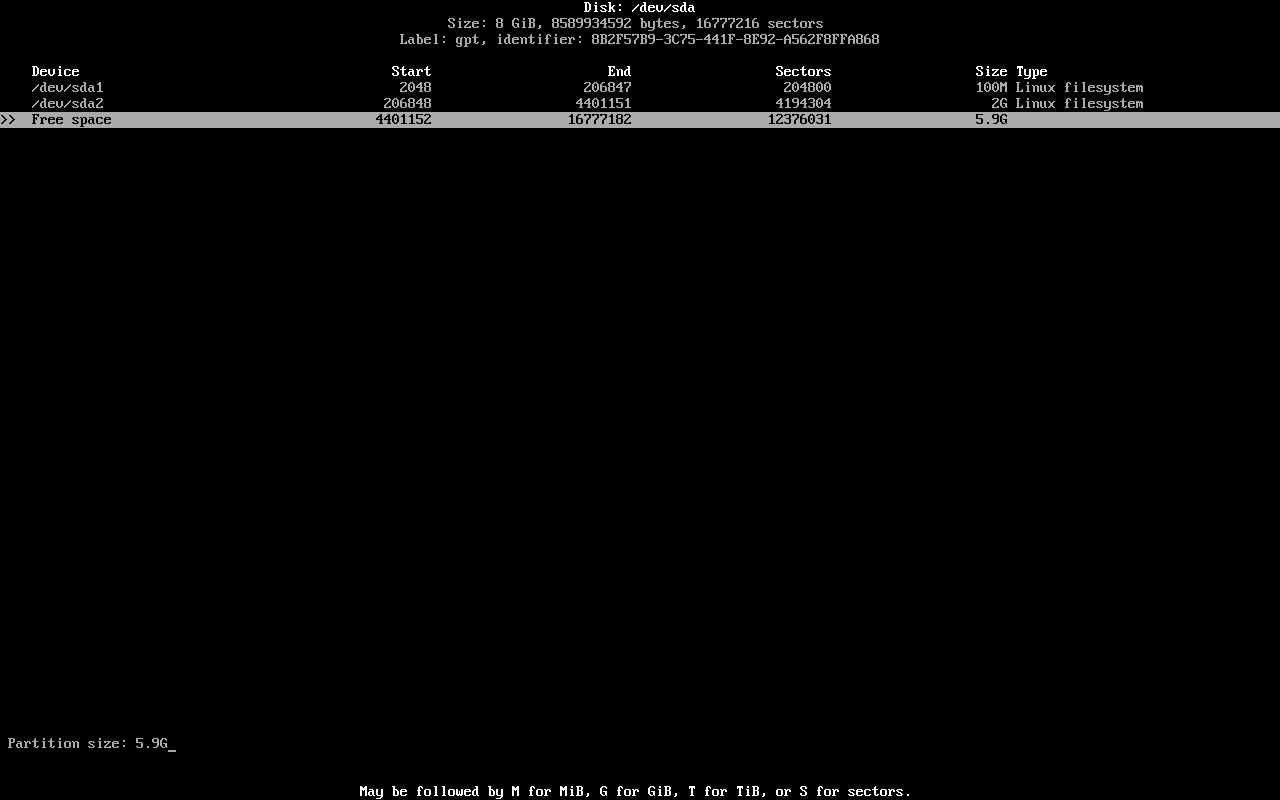 Disk: /dev/sda
Size: 8 GiB, 8589934592 bytes, 16777216 sectors
Label: gpt, identifier: 8B2F57B9-3C75-441F-8E92-A562F8FFA868
Device Start End Sectors Size Type
/dev/sda1 2048 206847 204800 100M Linux filesystem
/dev/sda2 206848 4401151 4194304 2G Linux filesystem
>> Free space 4401152 16777182 12376031 5.9G
Partition size: 5.9G_
May be followed by M for MiB, G for GiB, T for TiB, or S for sectors.